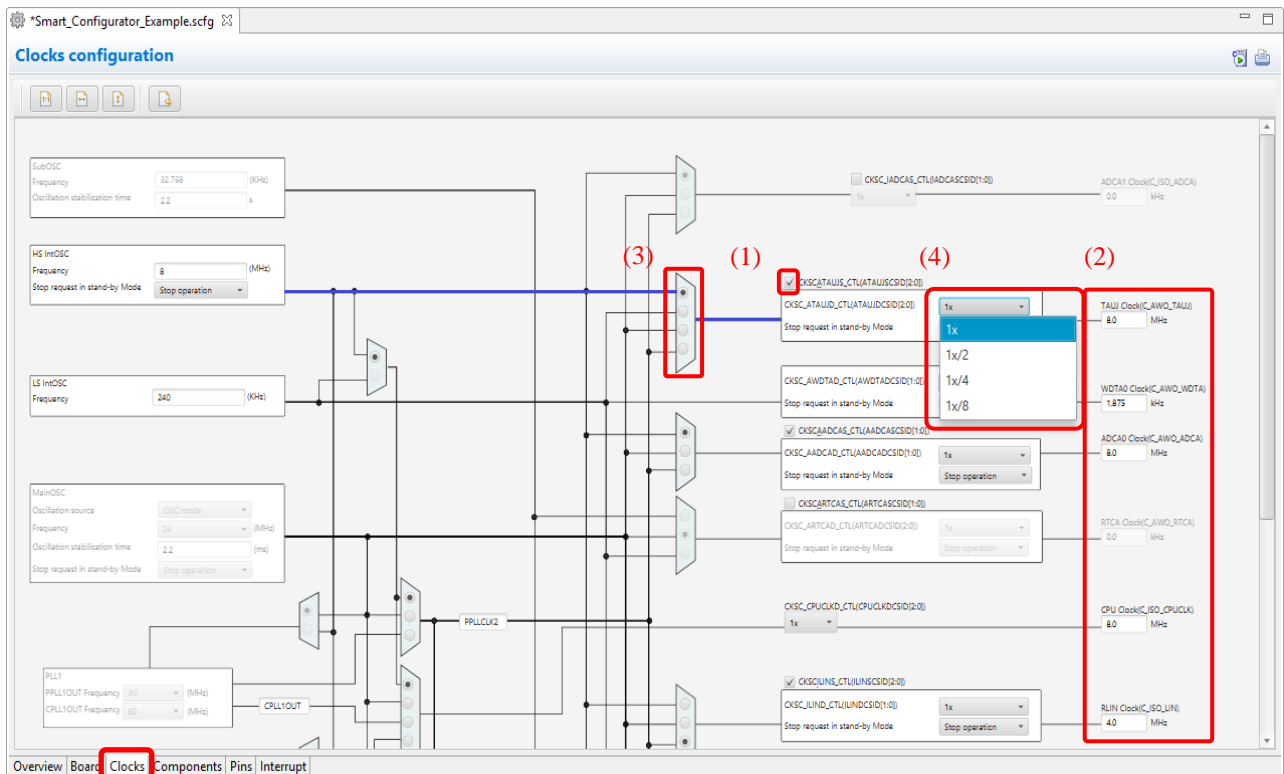 *Smart_Configurator_Example.scfg
Clocks configuration
SubOSC
Frequency 32.768 (KHz)
Oscillation stabilization time 2.2 s
CKSC_IADCAS_CTL(IADCASCSID[1:0])
1x
ADCA1 Clock(C_ISO_ADCA)
0.0 kHz
(3) (1) (4) (2)
HS IntOSC
Frequency 8 (MHz)
Stop request in stand-by Mode Stop operation
CKSCATAUJS_CTL(ATAUJSCSID[2:0])
CKSC_ATAUJD_CTL(ATAUJDCSID[2:0]) 1x
Stop request in stand-by Mode
1x
1x/2
1x/4
1x/8
TAUJ Clock(C_AWO_TAUJ)
8.0 MHz
LS IntOSC
Frequency 240 (KHz)
CKSC_AWDTAD_CTL(AWDTADCSID[1:0])
Stop request in stand-by Mode
WDTA0 Clock(C_AWO_WDTA)
1.875 kHz
CKSCAADCAS_CTL(AADCASCSID[1:0])
CKSC_AADCAD_CTL(AADCADCSID[1:0]) 1x
Stop request in stand-by Mode Stop operation
ADCA0 Clock(C_AWO_ADCA)
8.0 MHz
MainOSC
Oscillation source OSC mode
Frequency 24 (MHz)
Oscillation stabilization time 2.2 (ms)
Stop request in stand-by Mode Stop operation
CKSCARTCAS_CTL(ARTCASCSID[1:0])
CKSC_ARTCAD_CTL(ARTCADCSID[2:0]) 1x
Stop request in stand-by Mode Stop operation
RTCA Clock(C_AWO_RTCA)
0.0 kHz
PPLLCLK2
CKSC_CPUCLKD_CTL(CPUCLKDCSID[2:0])
1x
CPU Clock(C_ISO_CPUCLK)
8.0 MHz
PLL1
PPLL1OUT Frequency 80 (MHz)
CPLL1OUT Frequency 80 (MHz)
CPLL1OUT
CKSCILINS_CTL(ILINSCSID[2:0])
CKSC_ILIND_CTL(ILINDCSID[1:0]) 1x
Stop request in stand-by Mode Stop operation
RLIN Clock(C_ISO_LIN)
4.0 MHz
Overview Board Clocks Components Pins Interrupt